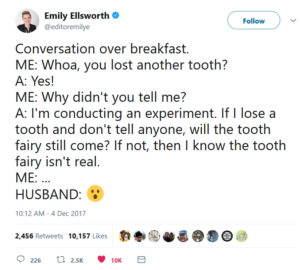 Emily Ellsworth
@editoremilye
Follow
Conversation over breakfast.
ME: Whoa, you lost another tooth?
A: Yes!
ME: Why didn't you tell me?
A: I'm conducting an experiment. If I lose a
tooth and don't tell anyone, will the tooth
fairy still come? If not, then I know the tooth
fairy isn't real.
ME: ...
HUSBAND: 😮
10:12 AM - 4 Dec 2017
2,456 Retweets 10,157 Likes
226 2.5K 10K